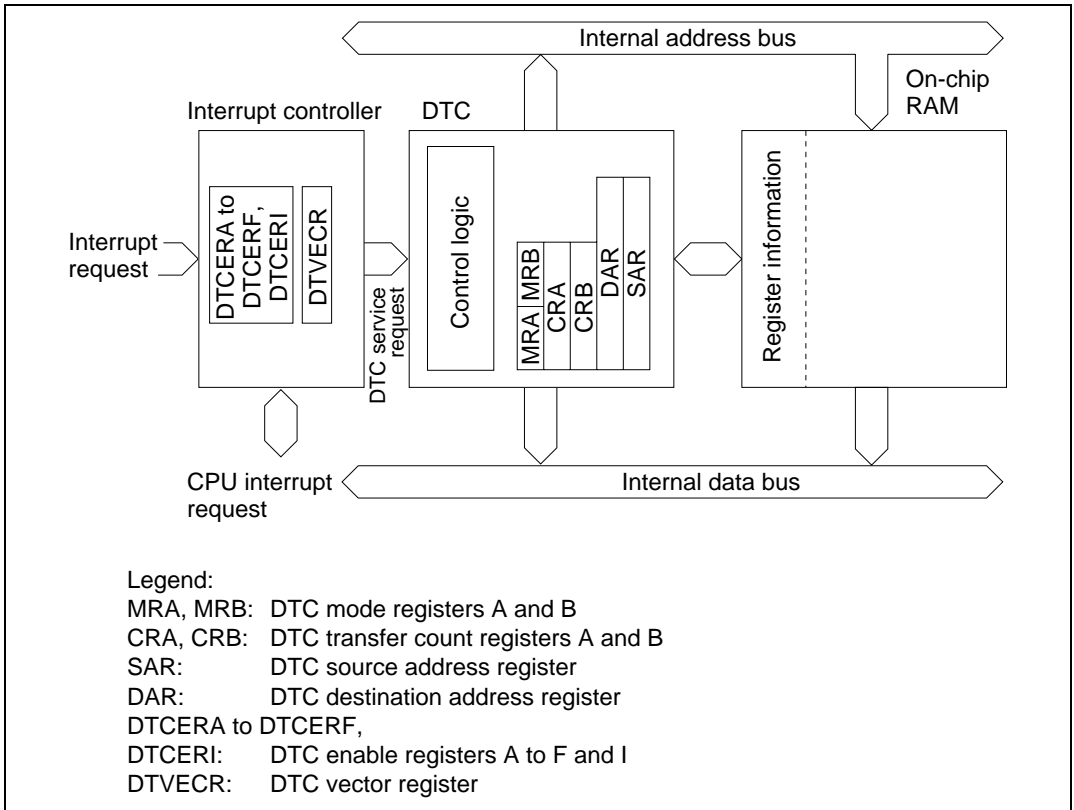 Internal address bus
On-chip
RAM
Interrupt controller
DTC
Interrupt
request
DTCERA to
DTCERF,
DTCERI
DTVECR
DTC service
request
Control logic
MRA
MRB
CRA
CRB
DAR
SAR
Register information
CPU interrupt
request
Internal data bus
Legend:
MRA, MRB: DTC mode registers A and B
CRA, CRB: DTC transfer count registers A and B
SAR: DTC source address register
DAR: DTC destination address register
DTCERA to DTCERF,
DTCERI: DTC enable registers A to F and I
DTVECR: DTC vector register